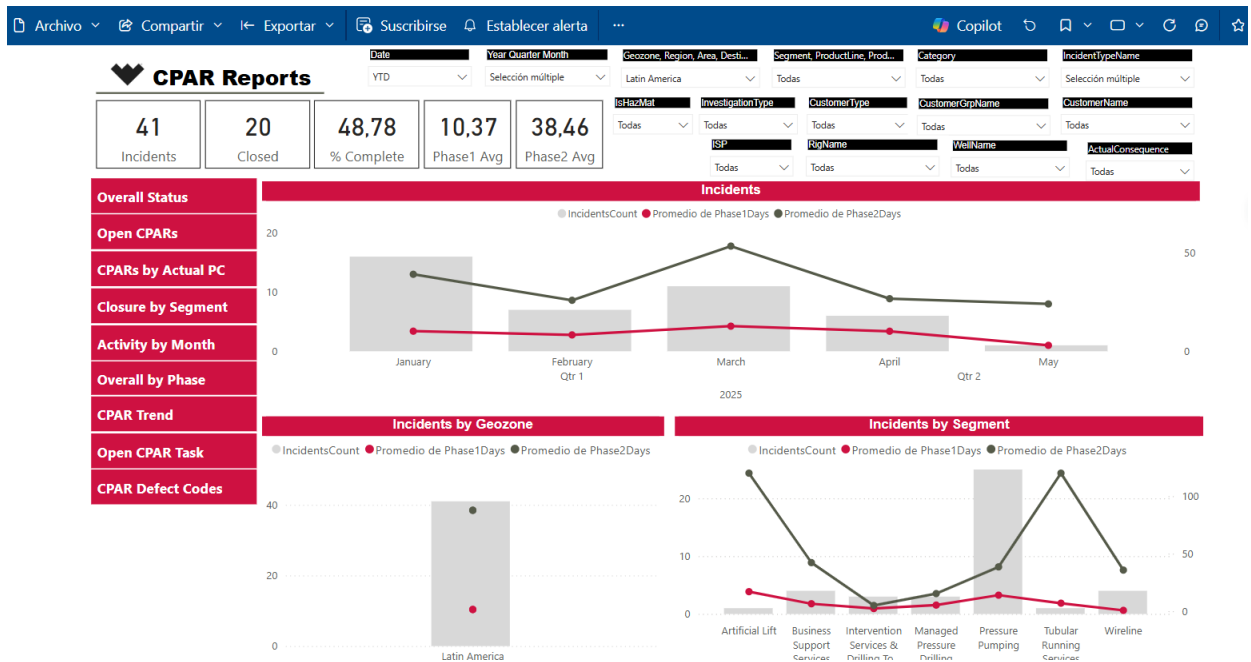 Archivo Compartir Exportar Suscribirse Establecer alerta ... Copilot
CPAR Reports
Date
YTD
Year Quarter Month
Selección múltiple
Geozone, Region, Area, Desti...
Latin America
Segment, ProductLine, Prod...
Todas
Category
Todas
IncidentTypeName
Selección múltiple
41
Incidents
20
Closed
48,78
% Complete
10,37
Phase1 Avg
38,46
Phase2 Avg
IsHazMat
Todas
InvestigationType
Todas
CustomerType
Todas
CustomerGrpName
Todas
CustomerName
Todas
ISP
Todas
RigName
Todas
WellName
Todas
ActualConsequence
Todas
Overall Status
Open CPARs
CPARs by Actual PC
Closure by Segment
Activity by Month
Overall by Phase
CPAR Trend
Open CPAR Task
CPAR Defect Codes
Incidents
IncidentsCount Promedio de Phase1Days Promedio de Phase2Days
20
10
0
50
0
January February March April May
Qtr 1 Qtr 2
2025
Incidents by Geozone
IncidentsCount Promedio de Phase1Days Promedio de Phase2Days
40
20
0
Latin America
Incidents by Segment
IncidentsCount Promedio de Phase1Days Promedio de Phase2Days
20
10
0
100
50
0
Artificial Lift Business Intervention Managed Pressure Tubular Wireline
Support Services & Pressure Pumping Running
Services Drilling To... Drilling Services